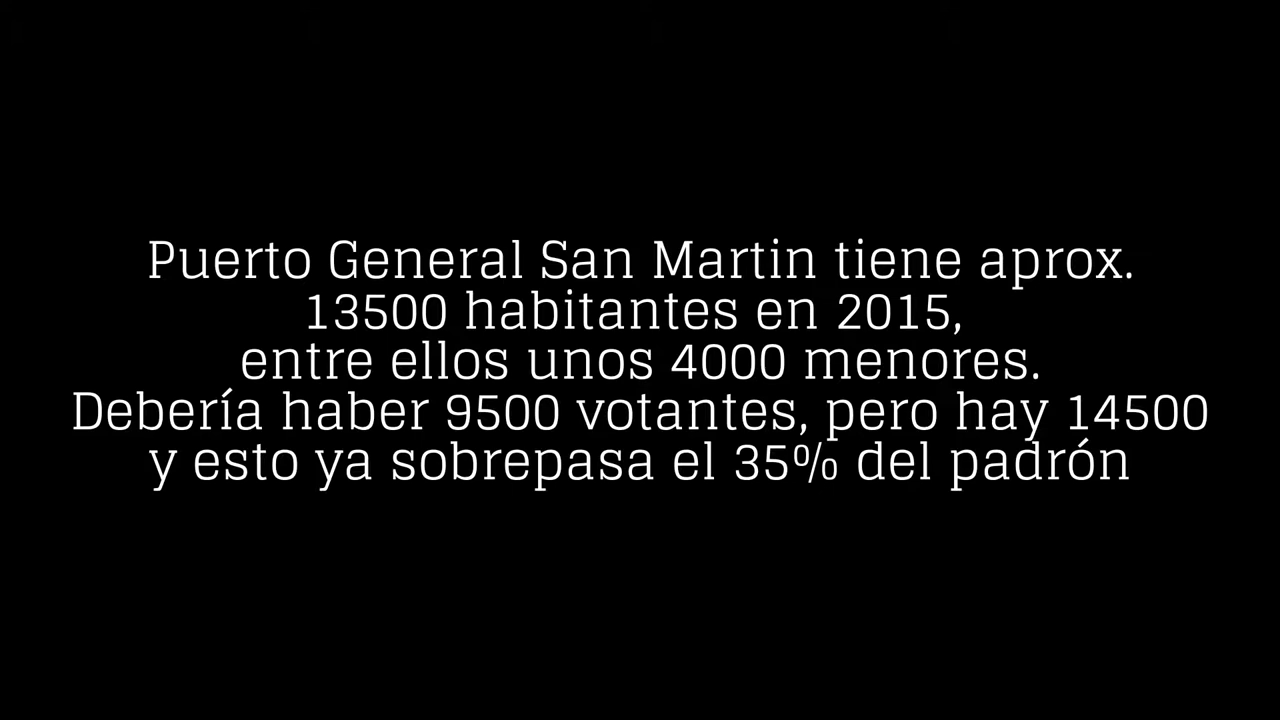 Puerto General San Martin tiene aprox.
13500 habitantes en 2015,
entre ellos unos 4000 menores.
Debería haber 9500 votantes, pero hay 14500
y esto ya sobrepasa el 35% del padrón